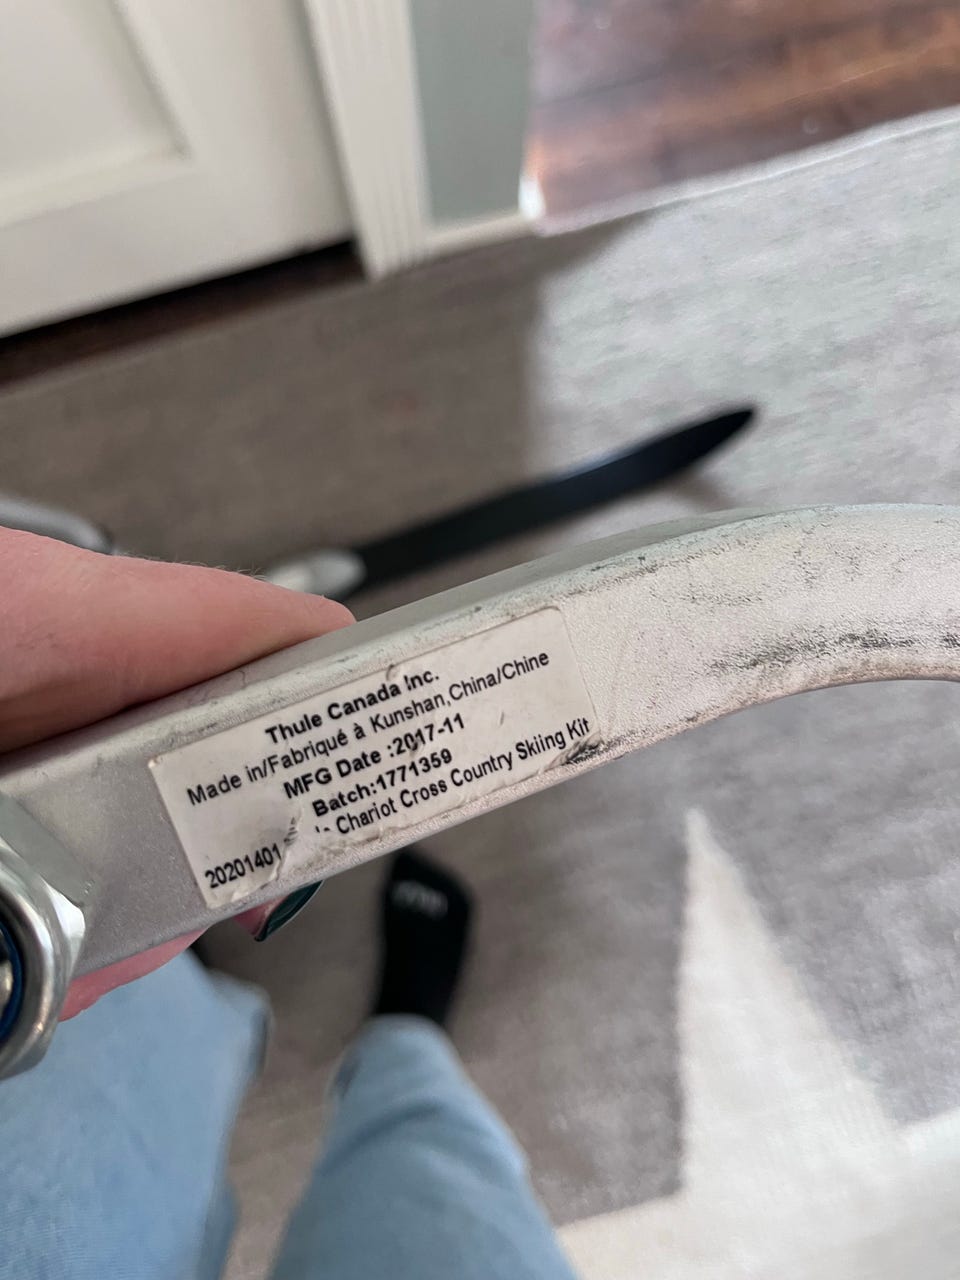 Thule Canada Inc.
Made in/Fabriqué à Kunshan,China/Chine
MFG Date :2017-11
Batch:1771359
20201401 Chariot Cross Country Skiing Kit